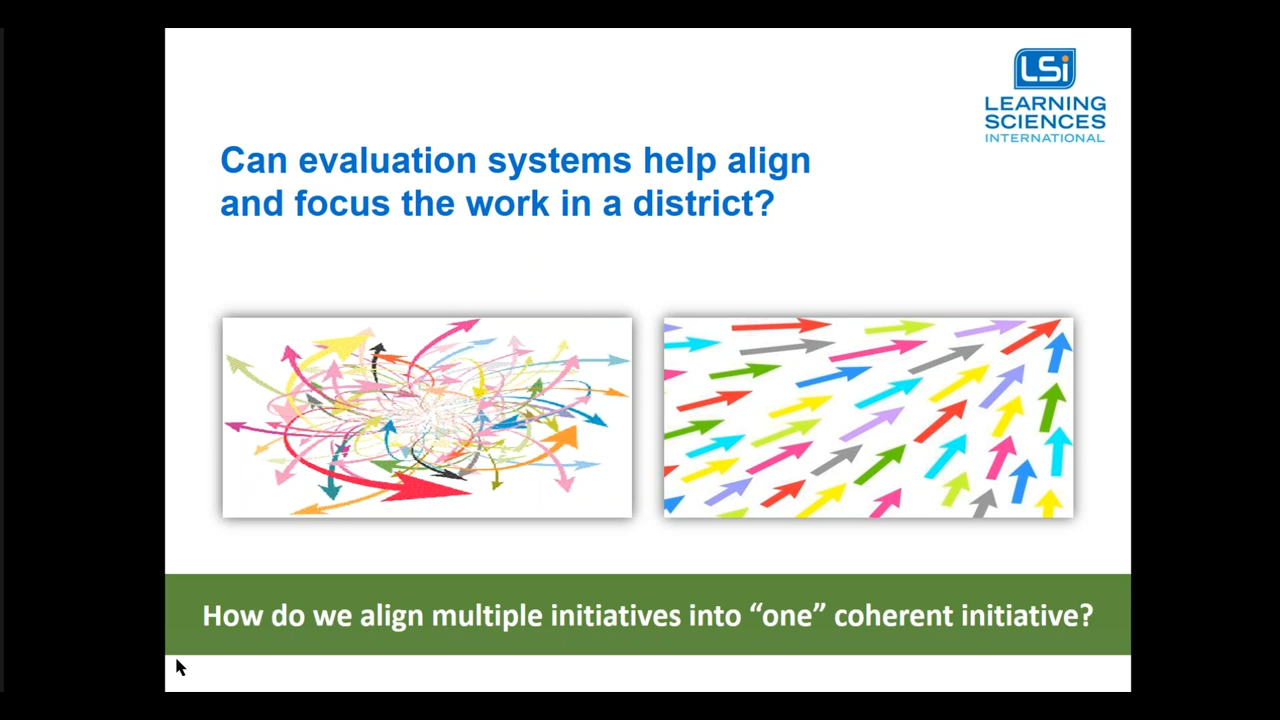 LSi
LEARNING
SCIENCES
INTERNATIONAL
Can evaluation systems help align
and focus the work in a district?
How do we align multiple initiatives into “one” coherent initiative?